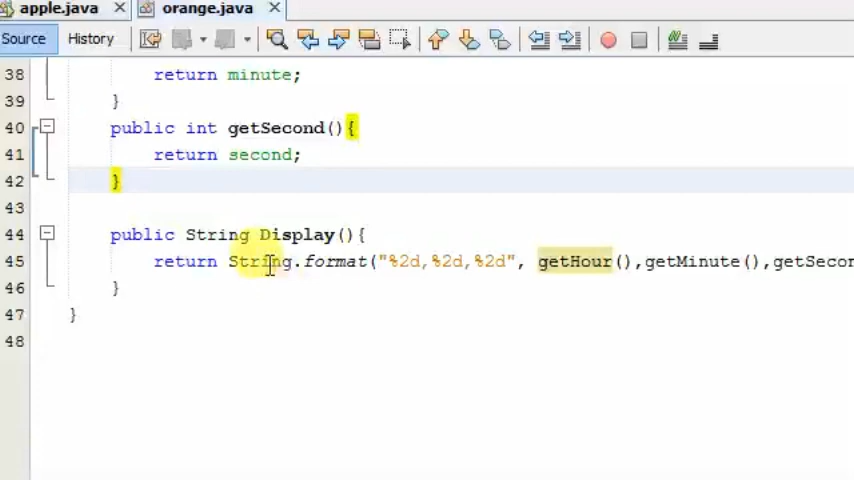 apple.java × orange.java ×
Source History
38 return minute;
39 }
40 public int getSecond(){
41 return second;
42 }
43
44 public String Display(){
45 return String.format("%2d,%2d,%2d", getHour(),getMinute(),getSecon
46 }
47 }
48